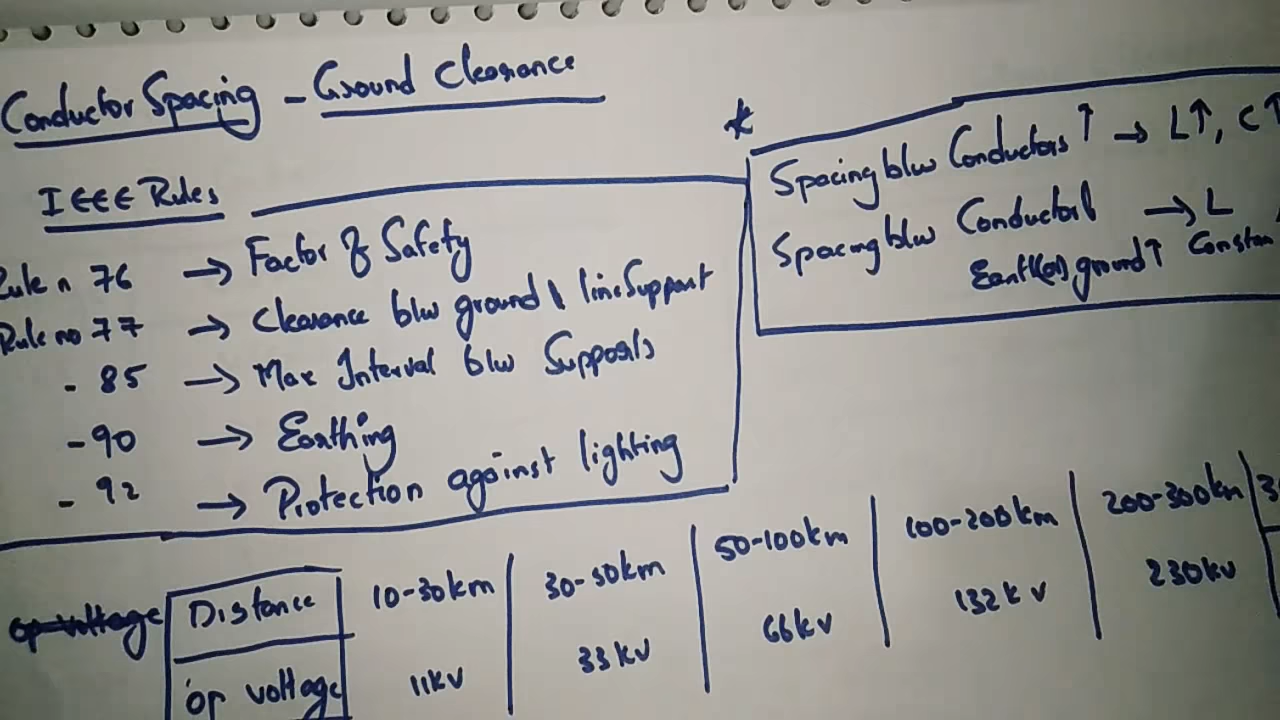 Conductor Spacing - Ground Clearance
IEEE Rules
Rule n 76 → Factor of Safety
Rule no 77 → Clearance b/w ground & line Support
- 85 → Max Interval b/w Supports
- 90 → Earthing
- 92 → Protection against lighting
*
Spacing b/w Conductors ↑ → L↑, C↑
Spacing b/w Conductor & → L
Earth (or) ground ↑ Constan
Distance | 10-30km | 30-50km | 50-100km | 100-200km | 200-300km | 3
op voltage
op voltage | 11kv | 33kv | 66kv | 132kv | 230kv